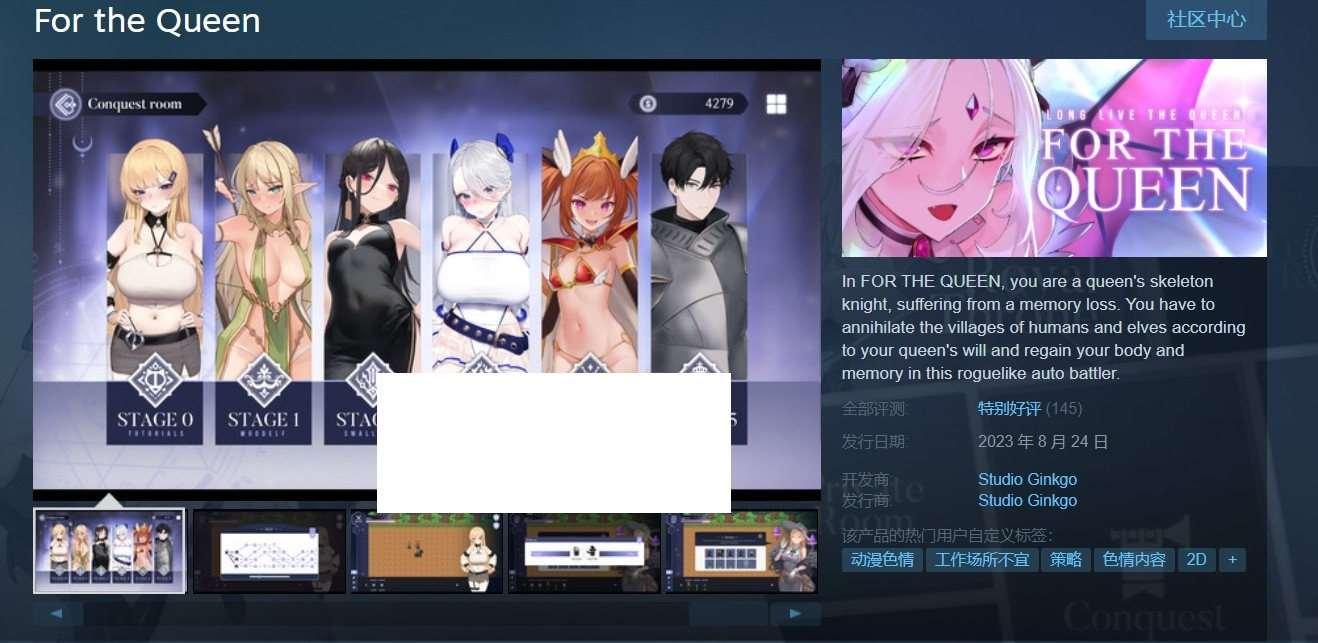 For the Queen
社区中心
Conquest room
4279
STAGE 0
TUTORIALS
STAGE 1
WOODELF
5
LONG LIVE THE QUEEN
FOR THE
QUEEN
In FOR THE QUEEN, you are a queen's skeleton
knight, suffering from a memory loss. You have to
annihilate the villages of humans and elves according
to your queen's will and regain your body and
memory in this roguelike auto battler.
全部评测:
特别好评 (145)
发行日期:
2023 年 8 月 24 日
开发商:
Studio Ginkgo
发行商:
Studio Ginkgo
该产品的热门用户自定义标签:
动漫色情 工作场所不宜 策略 色情内容 2D +
Conquest